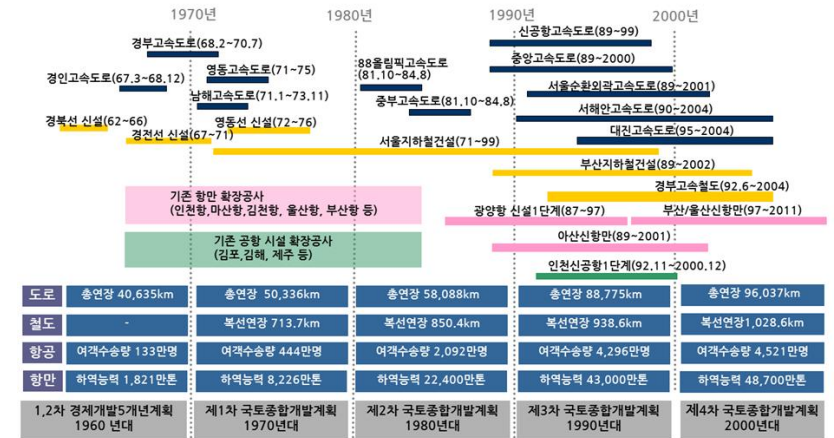 1970년 1980년 1990년 2000년
신공항고속도로(89~99)
경부고속도로(68.2~70.7)
중앙고속도로(89~2000)
88올림픽고속도로
(81.10~84.8)
영동고속도로(71~75)
경인고속도로(67.3~68.12)
서울순환외곽고속도로(89~2001)
남해고속도로(71.1~73.11)
중부고속도로(81.10~84.8)
서해안고속도로(90~2004)
경북선 신설(62~66)
영동선 신설(72~76)
대진고속도로(95~2004)
경전선 신설(67~71)
서울지하철건설(71~99)
부산지하철건설(89~2002)
경부고속철도(92.6~2004)
기존 항만 확장공사
(인천항,마산항,김천항, 울산항, 부산항 등)
광양항 신설1단계(87~97)
부산/울산신항만(97~2011)
아산신항만(89~2001)
기존 공항 시설 확장공사
(김포,김해, 제주 등)
인천신공항1단계(92.11~2000.12)
도로 총연장 40,635km 총연장 50,336km 총연장 58,088km 총연장 88,775km 총연장 96,037km
철도 - 복선연장 713.7km 복선연장 850.4km 복선연장 938.6km 복선연장1,028.6km
항공 여객수송량 133만명 여객수송량 444만명 여객수송량 2,092만명 여객수송량 4,296만명 여객수송량 4,521만명
항만 하역능력 1,821만톤 하역능력 8,226만톤 하역능력 22,400만톤 하역능력 43,000만톤 하역능력 48,700만톤
1,2차 경제개발5개년계획 제1차 국토종합개발계획 제2차 국토종합개발계획 제3차 국토종합개발계획 제4차 국토종합개발계획
1960 년대 1970년대 1980년대 1990년대 2000년대